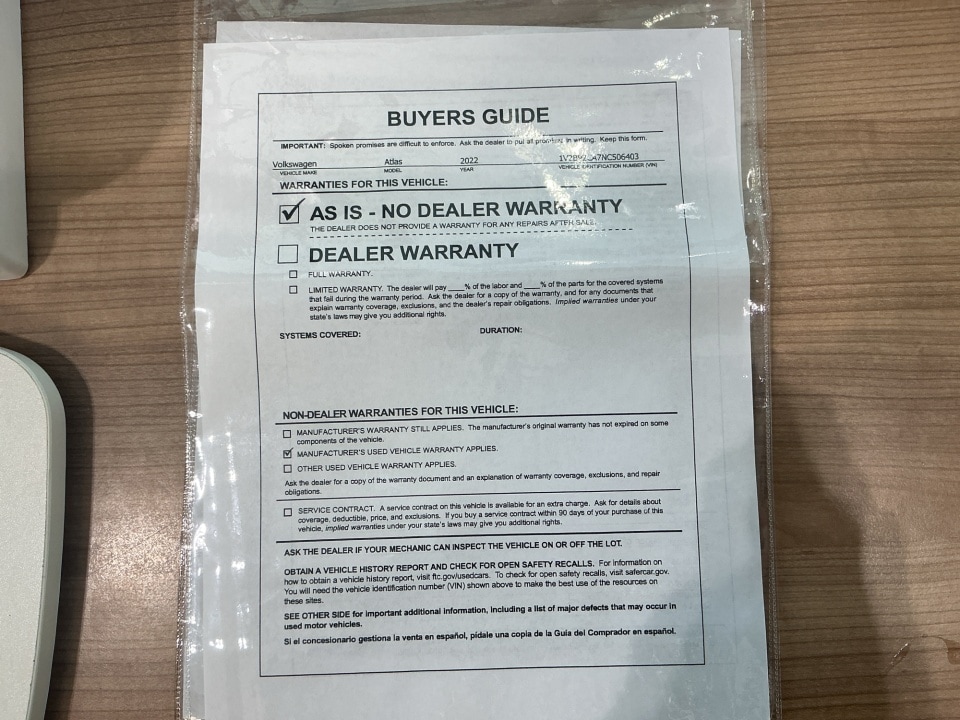 BUYERS GUIDE
IMPORTANT: Spoken promises are difficult to enforce. Ask the dealer to put all promises in writing. Keep this form.
Volkswagen Atlas 2022
VEHICLE MAKE MODEL YEAR VEHICLE IDENTIFICATION NUMBER (VIN)
WARRANTIES FOR THIS VEHICLE:
AS IS - NO DEALER WARRANTY
THE DEALER DOES NOT PROVIDE A WARRANTY FOR ANY REPAIRS AFTER SALE.
DEALER WARRANTY
FULL WARRANTY.
LIMITED WARRANTY. The dealer will pay ____% of the labor and ____% of the parts for the covered systems
that fail during the warranty period. Ask the dealer for a copy of the warranty, and for any documents that
explain warranty coverage, exclusions, and the dealer's repair obligations. Implied warranties under your
state's laws may give you additional rights.
SYSTEMS COVERED: DURATION:
NON-DEALER WARRANTIES FOR THIS VEHICLE:
MANUFACTURER'S WARRANTY STILL APPLIES. The manufacturer's original warranty has not expired on some
components of the vehicle.
MANUFACTURER'S USED VEHICLE WARRANTY APPLIES.
OTHER USED VEHICLE WARRANTY APPLIES.
Ask the dealer for a copy of the warranty document and an explanation of warranty coverage, exclusions, and repair
obligations.
SERVICE CONTRACT. A service contract on this vehicle is available for an extra charge. Ask for details about
coverage, deductible, price, and exclusions. If you buy a service contract within 90 days of your purchase of this
vehicle, implied warranties under your state's laws may give you additional rights.
ASK THE DEALER IF YOUR MECHANIC CAN INSPECT THE VEHICLE ON OR OFF THE LOT.
OBTAIN A VEHICLE HISTORY REPORT AND CHECK FOR OPEN SAFETY RECALLS. For information on
how to obtain a vehicle history report, visit ftc.gov/usedcars. To check for open safety recalls, visit safercar.gov.
You will need the vehicle identification number (VIN) shown above to make the best use of the resources on
these sites.
SEE OTHER SIDE for important additional information, including a list of major defects that may occur in
used motor vehicles.
Si el concesionario gestiona la venta en español, pídale una copia de la Guía del Comprador en español.